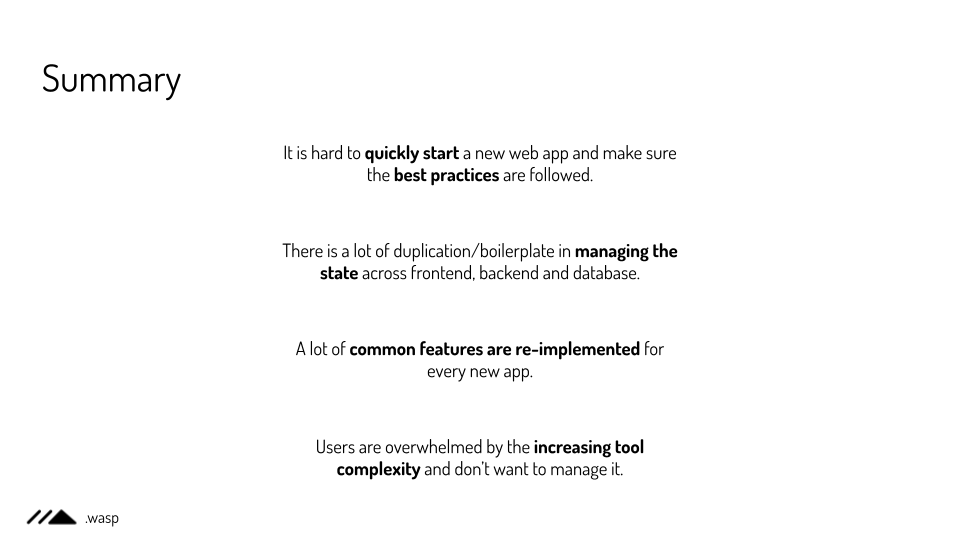 Summary
It is hard to quickly start a new web app and make sure
the best practices are followed.
There is a lot of duplication/boilerplate in managing the
state across frontend, backend and database.
A lot of common features are re-implemented for
every new app.
Users are overwhelmed by the increasing tool
complexity and don't want to manage it.
.wasp